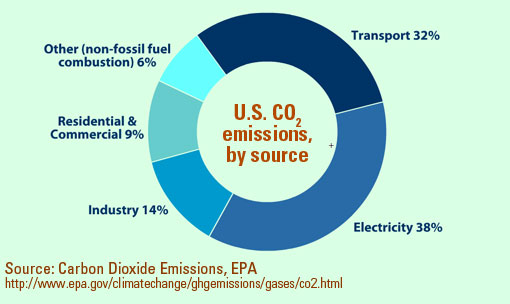 Transport 32%
Other (non-fossil fuel
combustion) 6%
U.S. CO2
emissions,
by source
Residential &
Commercial 9%
Industry 14%
Electricity 38%
Source: Carbon Dioxide Emissions, EPA
http://www.epa.gov/climatechange/ghgemissions/gases/co2.html